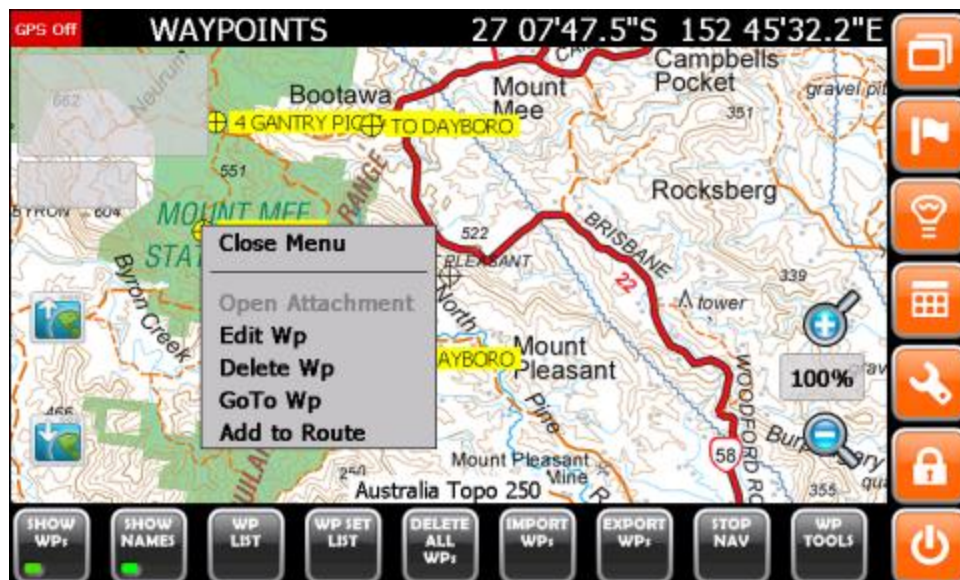 GPS Off WAYPOINTS 27 07'47.5"S 152 45'32.2"E
Campbells
Pocket
gravel pit
Mount
Mee
Bootawa
662
Neurum
351
4 GANTRY PIC
TO DAYBORO
551
RANGE
Rocksberg
BYRON
604
MOUNT MEE
STAT
522
PLEASANT
BRISBANE
22
339
tower
Byron Creek
North
Pine
R
Close Menu
Open Attachment
Edit Wp
Delete Wp
GoTo Wp
Add to Route
AYBORO
Mount
Pleasant
100%
WOODFORD RD
58
466
250
Mount Pleasant
Mine
355
Australia Topo 250
SHOW
WPs
SHOW
NAMES
WP
LIST
WP SET
LIST
DELETE
ALL
WPs
IMPORT
WPs
EXPORT
WPs
STOP
NAV
WP
TOOLS